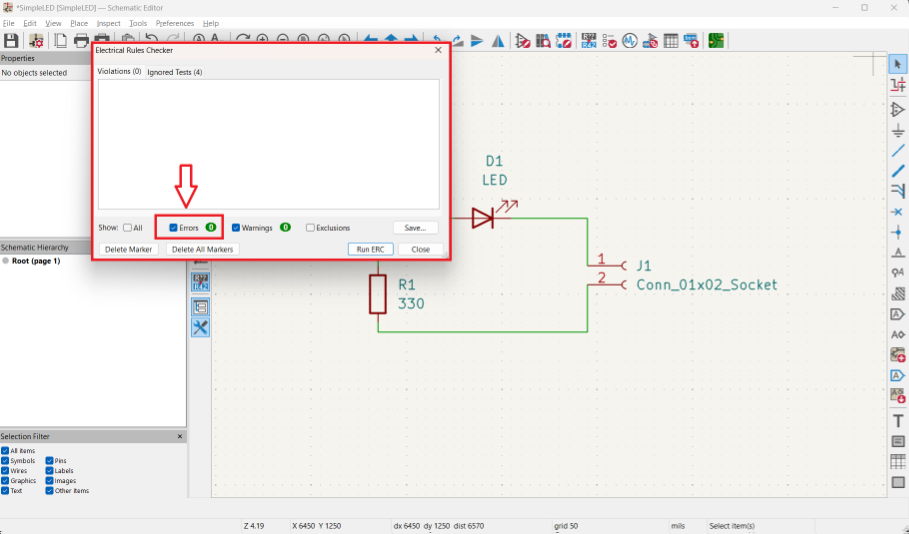 *SimpleLED [SimpleLED] — Schematic Editor
File Edit View Place Inspect Tools Preferences Help
Properties
No objects selected
Electrical Rules Checker
Violations (0) Ignored Tests (4)
Show: All Errors 0 Warnings 0 Exclusions Save...
Delete Marker Delete All Markers Run ERC Close
Schematic Hierarchy
Root (page 1)
D1
LED
R1
330
1
2
J1
Conn_01x02_Socket
Selection Filter
All items
Symbols Pins
Wires Labels
Graphics Images
Text Other items
Z 4.19 X 6450 Y 1250 dx 6450 dy 1250 dist 6570 grid 50 mils Select item(s)